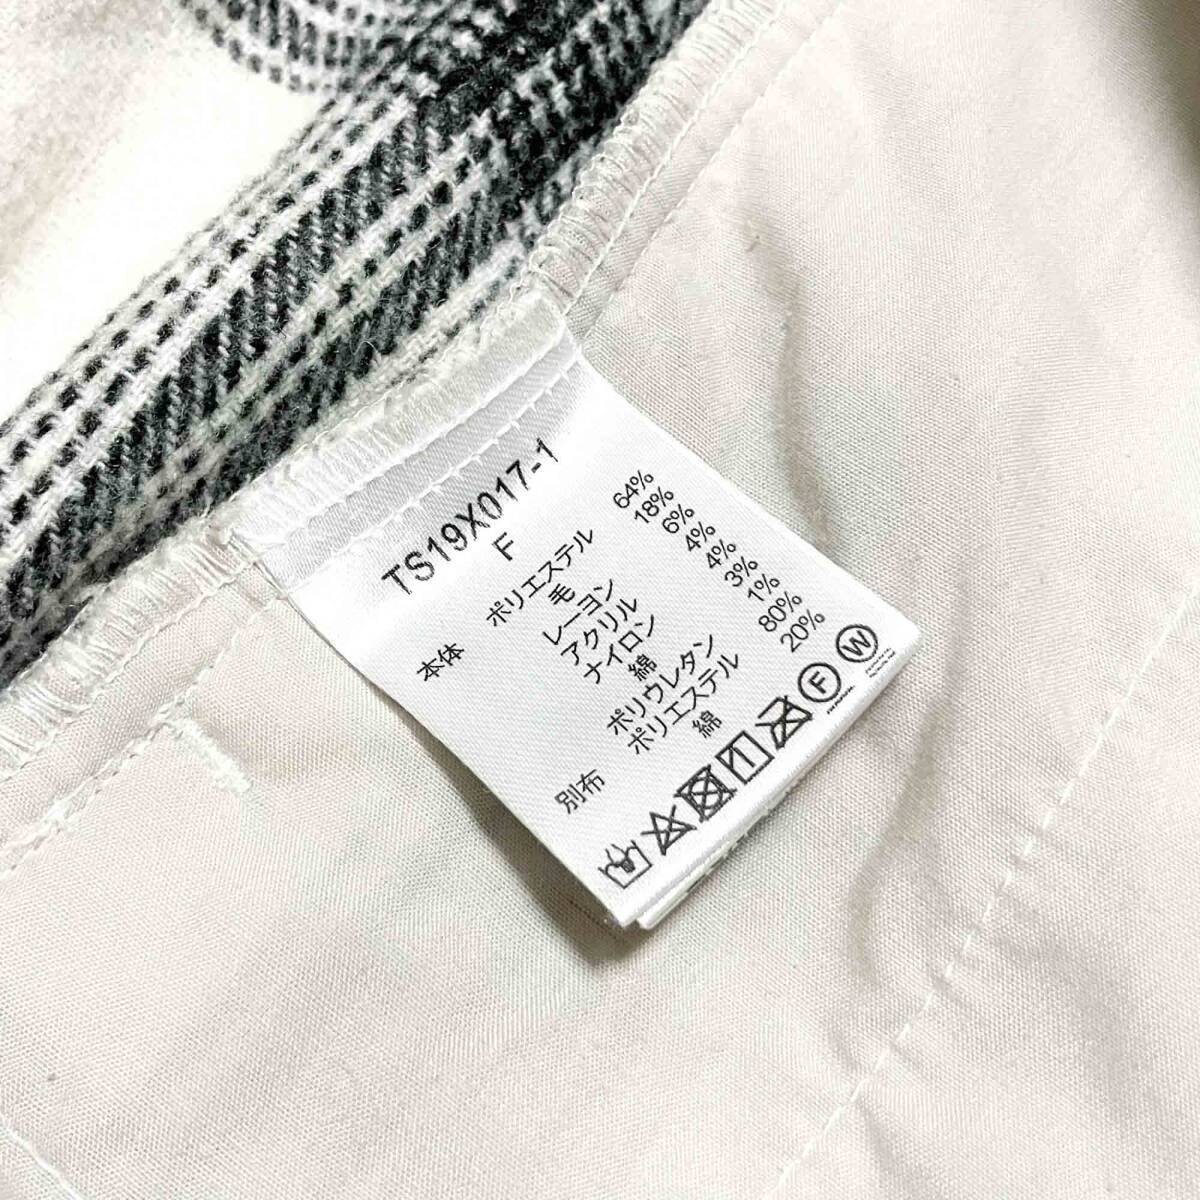 TS19X017-1
F
本体 ポリエステル 64%
毛 18%
レーヨン 6%
アクリル 4%
ナイロン 4%
綿 3%
ポリウレタン 1%
別布 ポリエステル 80%
綿 20%
1 F W